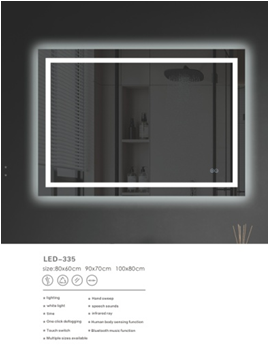 LED-335
size:80x60cm 90x70cm 100x80cm
lighting
Hand sweep
white light
speech sounds
time
infrared ray
One-click defogging
Human body sensing function
Touch switch
Bluetooth music function
Multiple sizes available